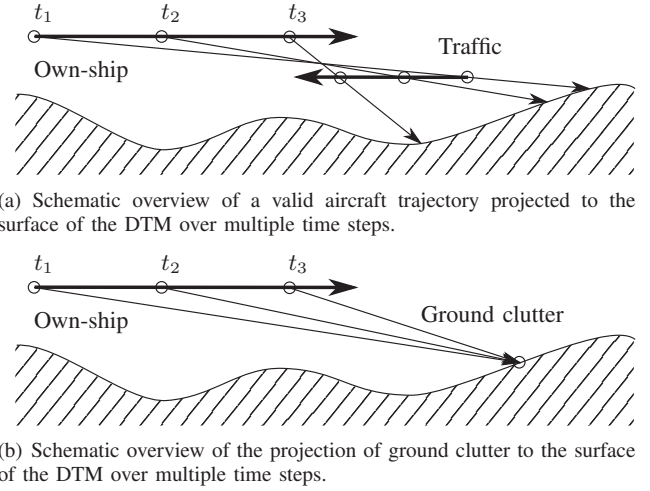 t1 t2 t3
Traffic
Own-ship
(a) Schematic overview of a valid aircraft trajectory projected to the
surface of the DTM over multiple time steps.
t1 t2 t3
Ground clutter
Own-ship
(b) Schematic overview of the projection of ground clutter to the surface
of the DTM over multiple time steps.